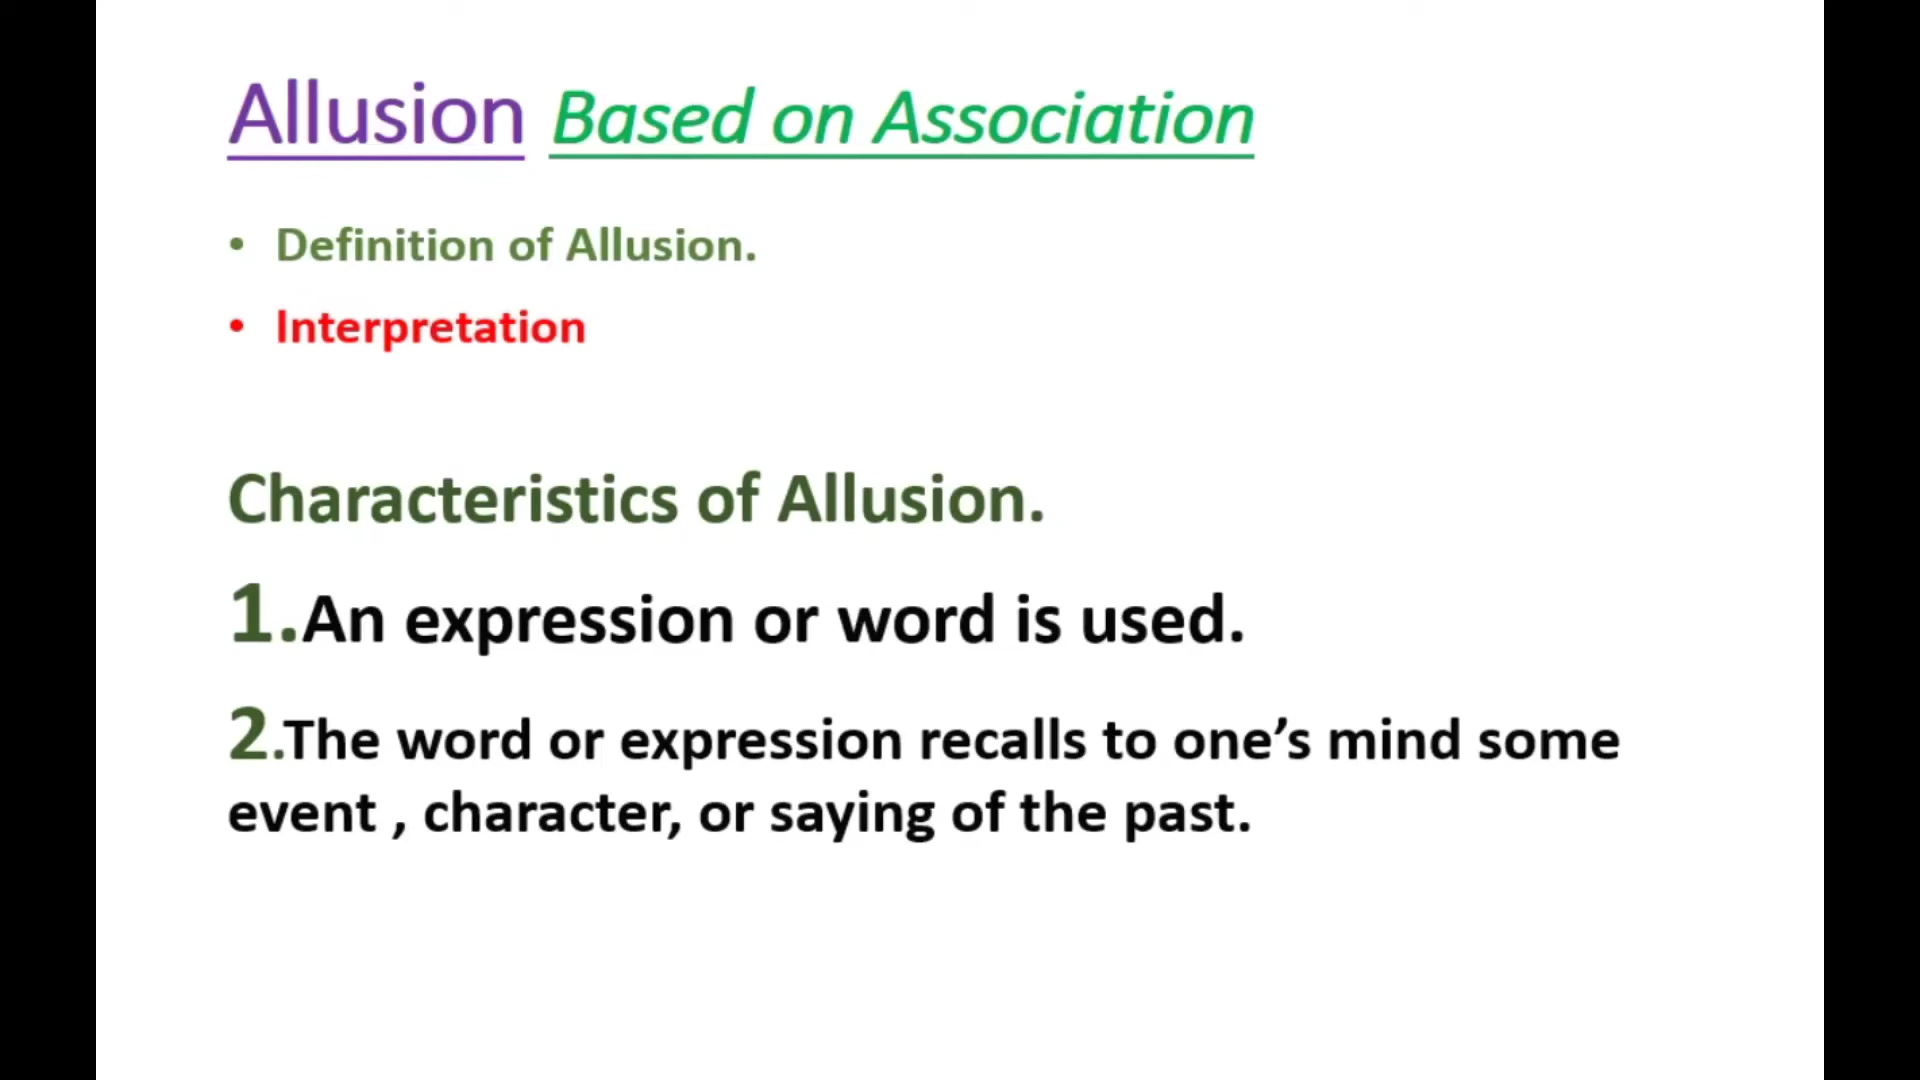 Allusion Based on Association
• Definition of Allusion.
• Interpretation
Characteristics of Allusion.
1.An expression or word is used.
2.The word or expression recalls to one’s mind some
event , character, or saying of the past.